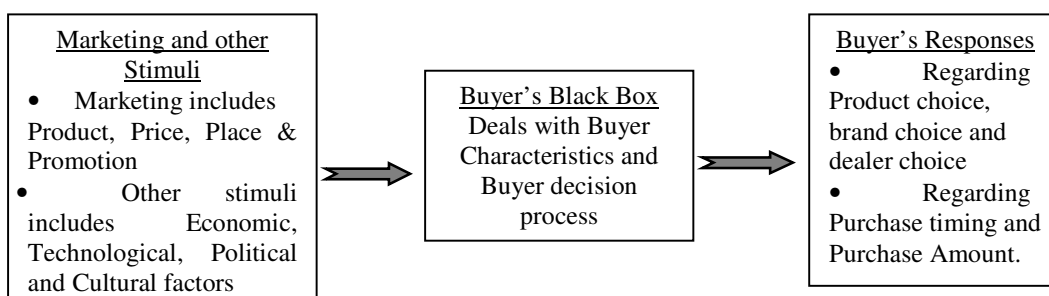 Marketing and other
Stimuli
• Marketing includes
Product, Price, Place &
Promotion
• Other stimuli
includes Economic,
Technological, Political
and Cultural factors
Buyer's Black Box
Deals with Buyer
Characteristics and
Buyer decision
process
Buyer's Responses
• Regarding
Product choice,
brand choice and
dealer choice
• Regarding
Purchase timing and
Purchase Amount.